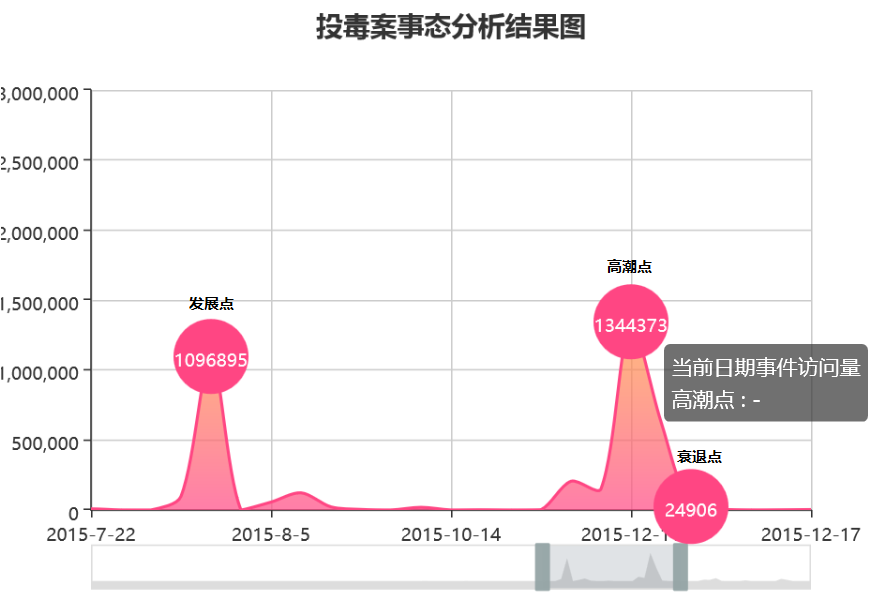 投毒案事态分析结果图
3,000,000
2,500,000
2,000,000
高潮点
1,500,000
发展点
1344373
1096895
1,000,000
当前日期事件访问量
高潮点 : -
500,000
衰退点
24906
0
2015-7-22
2015-8-5
2015-10-14
2015-12-1
2015-12-17